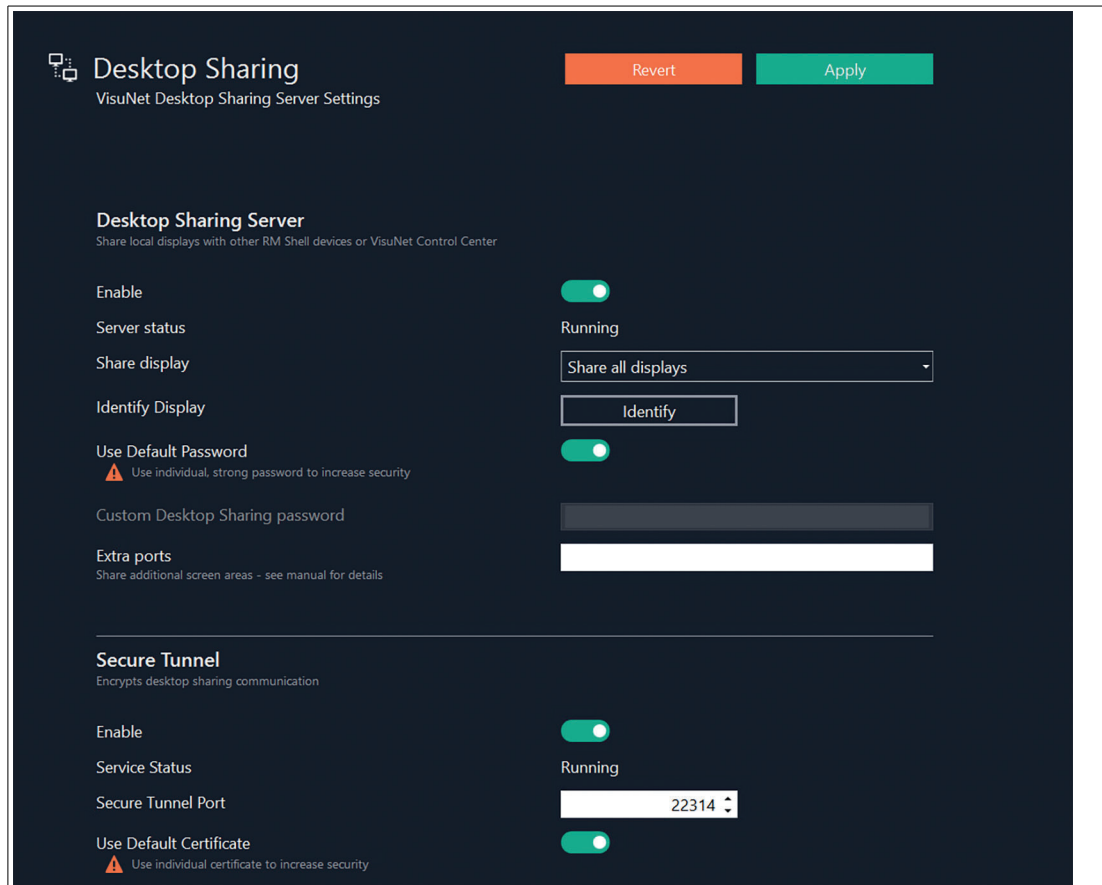 Desktop Sharing
Revert
Apply
VisuNet Desktop Sharing Server Settings
Desktop Sharing Server
Share local displays with other RM Shell devices or VisuNet Control Center
Enable
Server status
Running
Share display
Share all displays
Identify Display
Identify
Use Default Password
Use individual, strong password to increase security
Custom Desktop Sharing password
Extra ports
Share additional screen areas - see manual for details
Secure Tunnel
Encrypts desktop sharing communication
Enable
Service Status
Running
Secure Tunnel Port
22314
Use Default Certificate
Use individual certificate to increase security